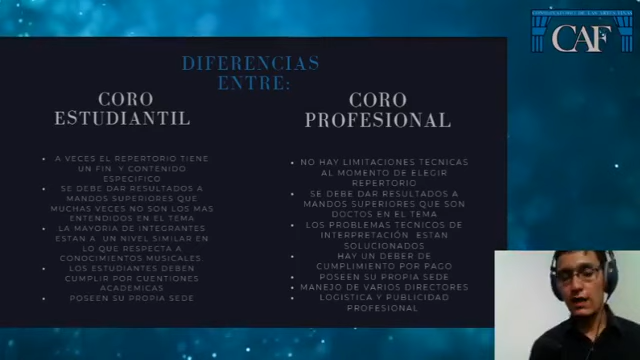 CAF
DIFERENCIAS
ENTRE:
CORO
ESTUDIANTIL
A VECES EL REPERTORIO TIENE
UN FIN Y CONTENIDO
ESPECIFICO
SE DEBE DAR RESULTADOS A
MANDOS SUPERIORES QUE
MUCHAS VECES NO SON LOS MAS
ENTENDIDOS EN EL TEMA
LA MAYORIA DE INTEGRANTES
ESTAN A UN NIVEL SIMILAR EN
LO QUE RESPECTA A
CONOCIMIENTOS MUSICALES.
LOS ESTUDIANTES DEBEN
CUMPLIR POR CUENTIONES
ACADEMICAS
POSEEN SU PROPIA SEDE
CORO
PROFESIONAL
NO HAY LIMITACIONES TECNICAS
AL MOMENTO DE ELEGIR
REPERTORIO
SE DEBE DAR RESULTADOS A
MANDOS SUPERIORES QUE SON
DOCTOS EN EL TEMA
LOS PROBLEMAS TECNICOS DE
INTERPRETACIÓN ESTAN
SOLUCIONADOS
HAY UN DEBER DE
CUMPLIMIENTO POR PAGO
POSEEN SU PROPIA SEDE
MANEJO DE VARIOS DIRECTORES
LOGISTICA Y PUBLICIDAD
PROFESIONAL